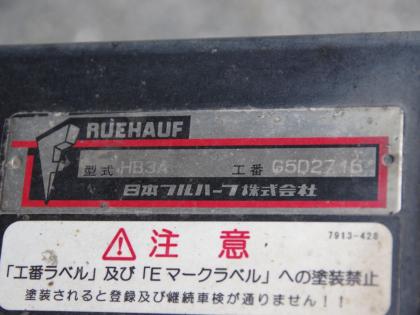 FRUEHAUF
型式 HB3A 工番 G5D2716
日本フルハーフ株式会社
7913-428
⚠注意
「工番ラベル」及び「Eマークラベル」への塗装禁止
塗装されると登録及び継続車検が通りません!!